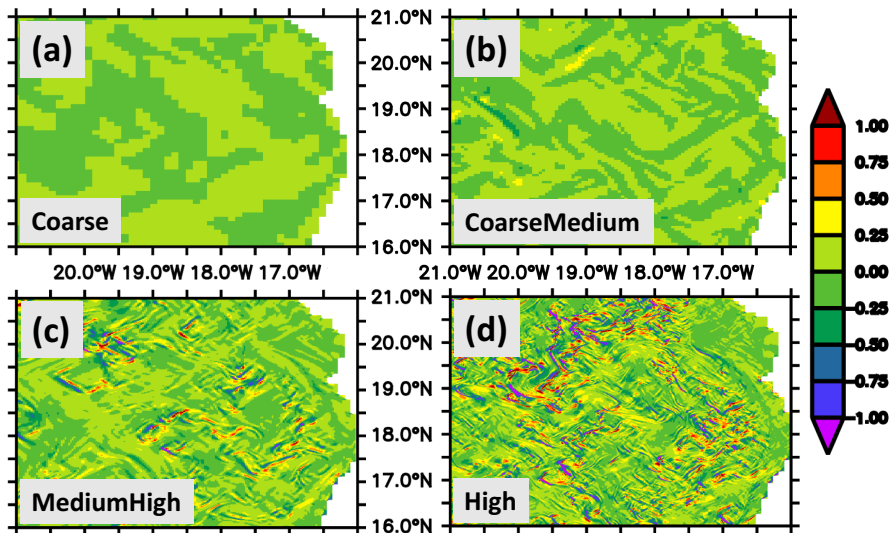 (a)
Coarse
21.0°N
20.0°N
19.0°N
18.0°N
17.0°N
16.0°N
(b)
CoarseMedium
20.0°W 19.0°W 18.0°W 17.0°W
21.0°W 20.0°W 19.0°W 18.0°W 17.0°W
(c)
MediumHigh
21.0°N
20.0°N
19.0°N
18.0°N
17.0°N
16.0°N
(d)
High
1.00
0.75
0.50
0.25
0.00
-0.25
-0.50
-0.75
-1.00